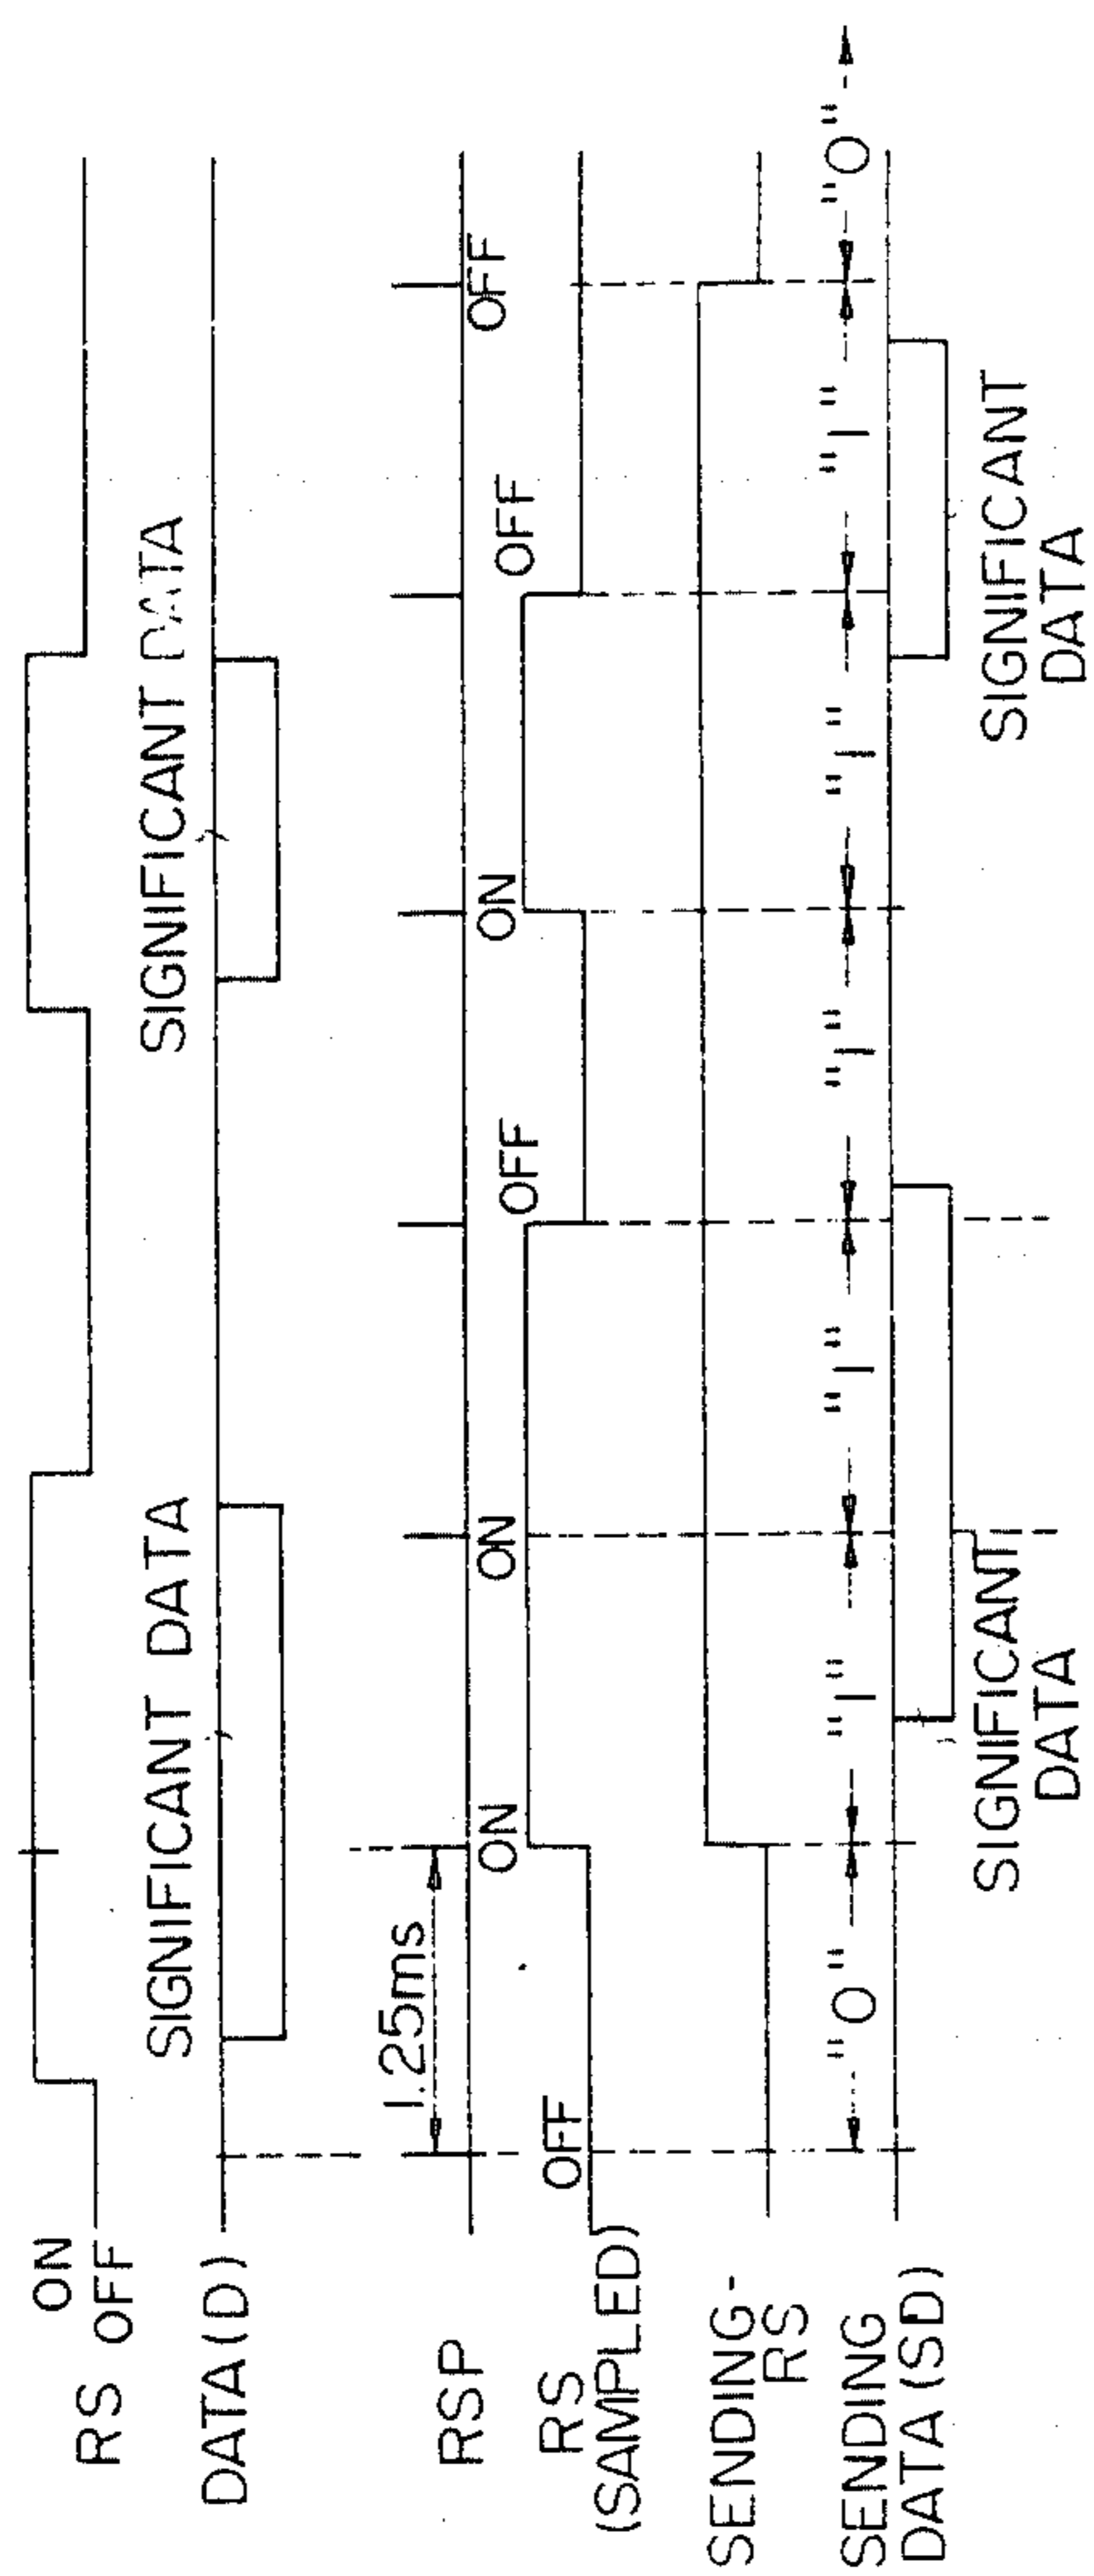 RS ON
OFF
DATA(D)
SIGNIFICANT DATA
SIGNIFICANT DATA
RSP
1.25ms
RS
(SAMPLED)
OFF
ON
ON
OFF
ON
OFF
OFF
SENDING-
RS
SENDING
DATA(SD)
"0"
"1"
"1"
"1"
"1"
"1"
"0"
SIGNIFICANT
DATA
SIGNIFICANT
DATA